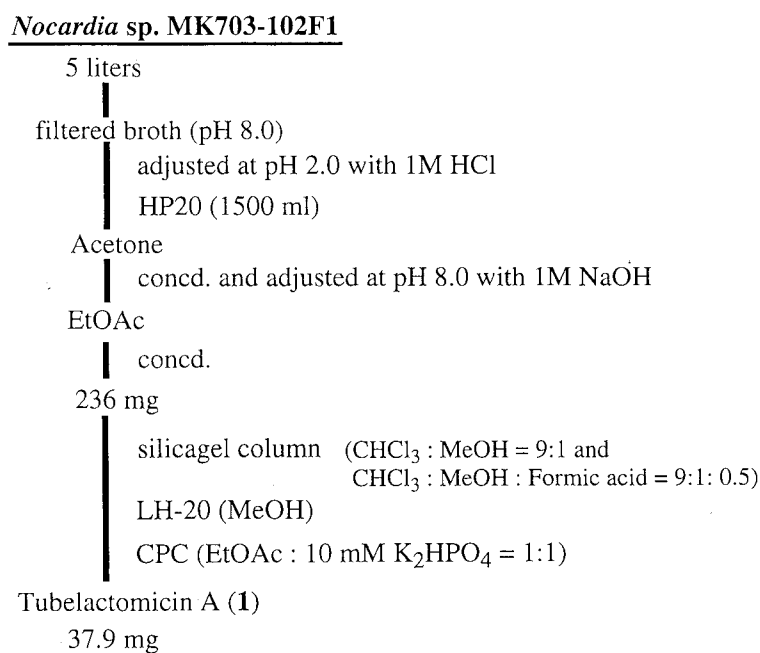 Nocardia sp. MK703-102F1
5 liters
filtered broth (pH 8.0)
adjusted at pH 2.0 with 1M HCl
HP20 (1500 ml)
Acetone
concd. and adjusted at pH 8.0 with 1M NaOH
EtOAc
concd.
236 mg
silicagel column (CHCl3 : MeOH = 9:1 and
CHCl3 : MeOH : Formic acid = 9:1: 0.5)
LH-20 (MeOH)
CPC (EtOAc : 10 mM K2HPO4 = 1:1)
Tubelactomicin A (1)
37.9 mg